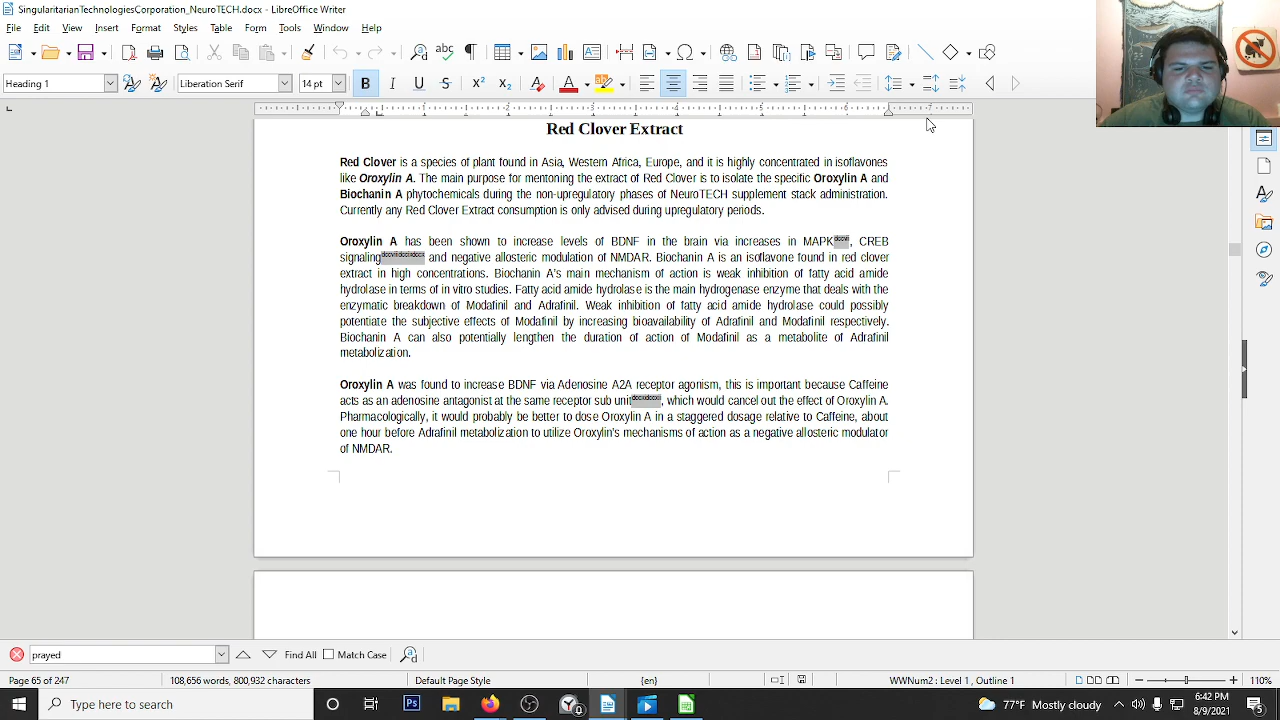 SingularitarianTechnologiesCorporation_NeuroTECH.docx - LibreOffice Writer
File Edit View Insert Format Styles Table Form Tools Window Help
Heading 1 Liberation Serif 14 pt
Red Clover Extract
Red Clover is a species of plant found in Asia, Western Africa, Europe, and it is highly concentrated in isoflavones
like Oroxylin A. The main purpose for mentoning the extract of Red Clover is to isolate the specific Oroxylin A and
Biochanin A phytochemicals during the non-upregulatory phases of NeuroTECH supplement stack administration.
Currently any Red Clover Extract consumption is only advised during upregulatory periods.
Oroxylin A has been shown to increase levels of BDNF in the brain via increases in MAPK, CREB
signaling and negative allosteric modulation of NMDAR. Biochanin A is an isoflavone found in red clover
extract in high concentrations. Biochanin A's main mechanism of action is weak inhibition of fatty acid amide
hydrolase in terms of in vitro studies. Fatty acid amide hydrolase is the main hydrogenase enzyme that deals with the
enzymatic breakdown of Modafinil and Adrafinil. Weak inhibition of fatty acid amide hydrolase could possibly
potentiate the subjective effects of Modafinil by increasing bioavailability of Adrafinil and Modafinil respectively.
Biochanin A can also potentially lengthen the duration of action of Modafinil as a metabolite of Adrafinil
metabolization.
Oroxylin A was found to increase BDNF via Adenosine A2A receptor agonism, this is important because Caffeine
acts as an adenosine antagonist at the same receptor sub unit, which would cancel out the effect of Oroxylin A.
Pharmacologically, it would probably be better to dose Oroxylin A in a staggered dosage relative to Caffeine, about
one hour before Adrafinil metabolization to utilize Oroxylin's mechanisms of action as a negative allosteric modulator
of NMDAR.
prayed Find All Match Case
Page 65 of 247 108,656 words, 800,932 characters Default Page Style (en) WWNum2 : Level 1 , Outline 1 110%
Type here to search 77°F Mostly cloudy 6:42 PM
8/9/2021